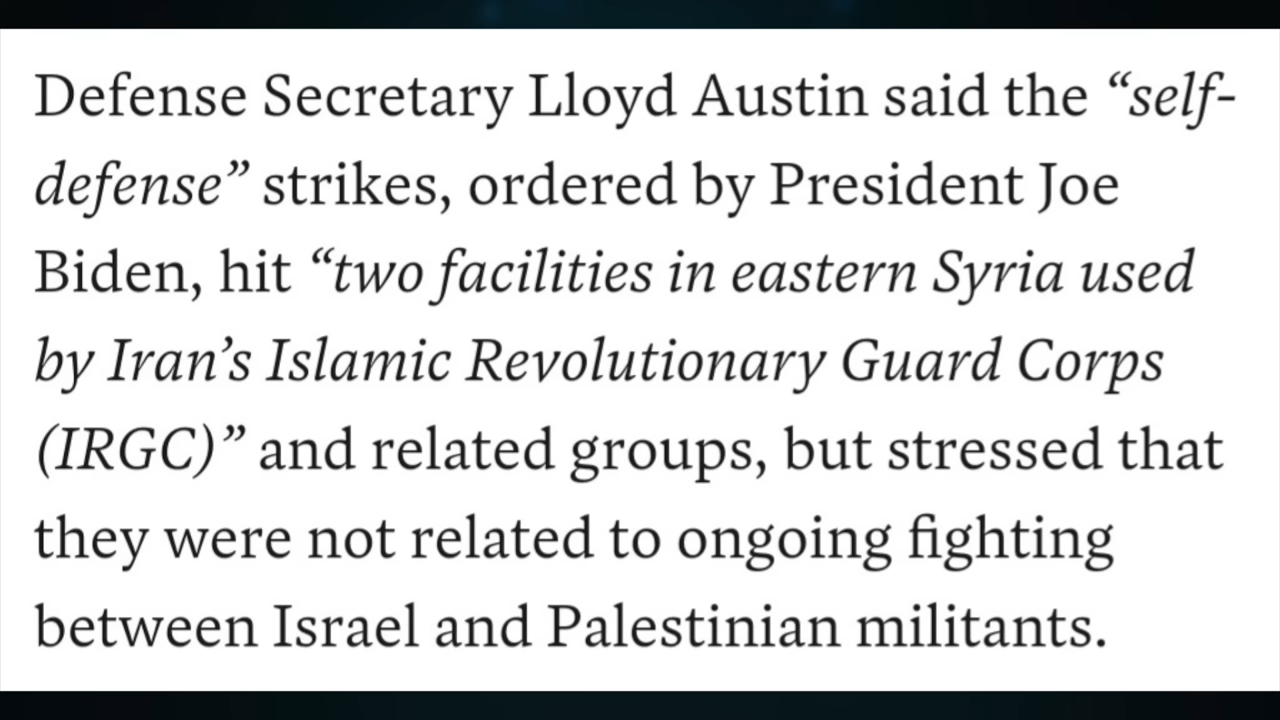 Defense Secretary Lloyd Austin said the “self-
defense” strikes, ordered by President Joe
Biden, hit “two facilities in eastern Syria used
by Iran’s Islamic Revolutionary Guard Corps
(IRGC)” and related groups, but stressed that
they were not related to ongoing fighting
between Israel and Palestinian militants.